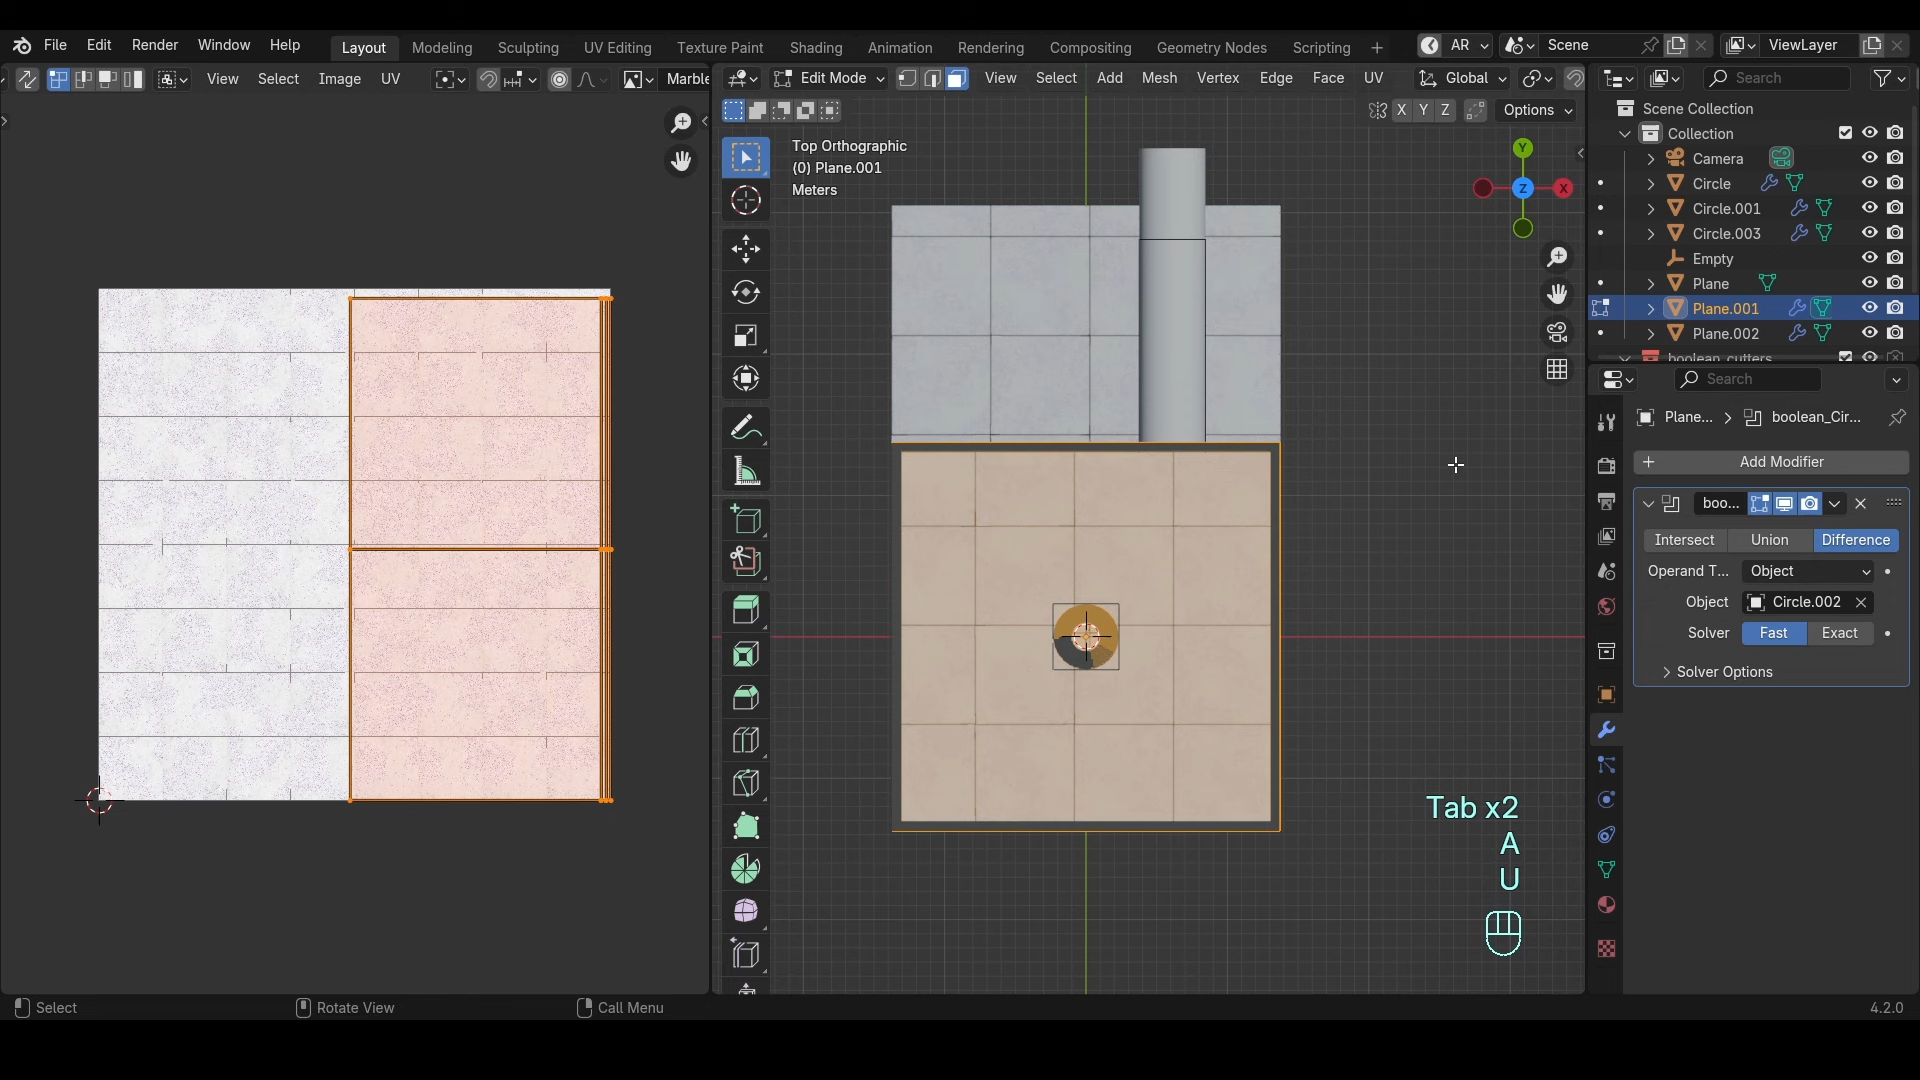 File Edit Render Window Help Layout Modeling Sculpting UV Editing Texture Paint Shading Animation Rendering Compositing Geometry Nodes Scripting + AR Scene ViewLayer
View Select Image UV Marble
Edit Mode View Select Add Mesh Vertex Edge Face UV Global Search
X Y Z Options
Top Orthographic
(0) Plane.001
Meters
Y
X
Z
Scene Collection
Collection
Camera
Circle
Circle.001
Circle.003
Empty
Plane
Plane.001
Plane.002
boolean_cutters
Search
Plane... > boolean_Cir...
+ Add Modifier
boo...
Intersect Union Difference
Operand T... Object
Object Circle.002
Solver Fast Exact
Solver Options
Tab x2
A
U
Select Rotate View Call Menu 4.2.0